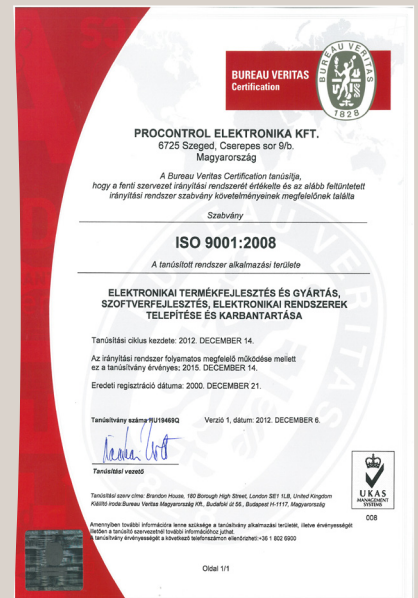 BUREAU VERITAS
Certification
BUREAU VERITAS
1828
PROCONTROL ELEKTRONIKA KFT.
6725 Szeged, Cserepes sor 9/b.
Magyarország
A Bureau Veritas Certification tanúsítja,
hogy a fenti szervezet irányítási rendszerét értékelte és az alább feltüntetett
irányítási rendszer szabvány követelményeinek megfelelőnek találta
Szabvány
ISO 9001:2008
A tanúsított rendszer alkalmazási területe
ELEKTRONIKAI TERMÉKFEJLESZTÉS ÉS GYÁRTÁS,
SZOFTVERFEJLESZTÉS, ELEKTRONIKAI RENDSZEREK
TELEPÍTÉSE ÉS KARBANTARTÁSA
Tanúsítási ciklus kezdete: 2012. DECEMBER 14.
Az irányítási rendszer folyamatos megfelelő működése mellett
ez a tanúsítvány érvényes: 2015. DECEMBER 14.
Eredeti regisztráció dátuma: 2000. DECEMBER 21.
Tanúsítvány száma: HU19469Q Verzió 1, dátum: 2012. DECEMBER 6.
Tanúsítási vezető
Tanúsítási szerv címe: Brandon House, 180 Borough High Street, London SE1 1LB, United Kingdom
Kiállító iroda: Bureau Veritas Magyarország Kft., Budafoki út 56., Budapest H-1117, Magyarország
Amennyiben további információra lenne szüksége a tanúsítvány alkalmazási területét, illetve érvényességét
illetően a tanúsító szervezetnél további információhoz juthat.
A tanúsítvány érvényességét a következő telefonszámon ellenőrizheti: +36 1 802 6900
UKAS
MANAGEMENT
SYSTEMS
008
Oldal 1/1